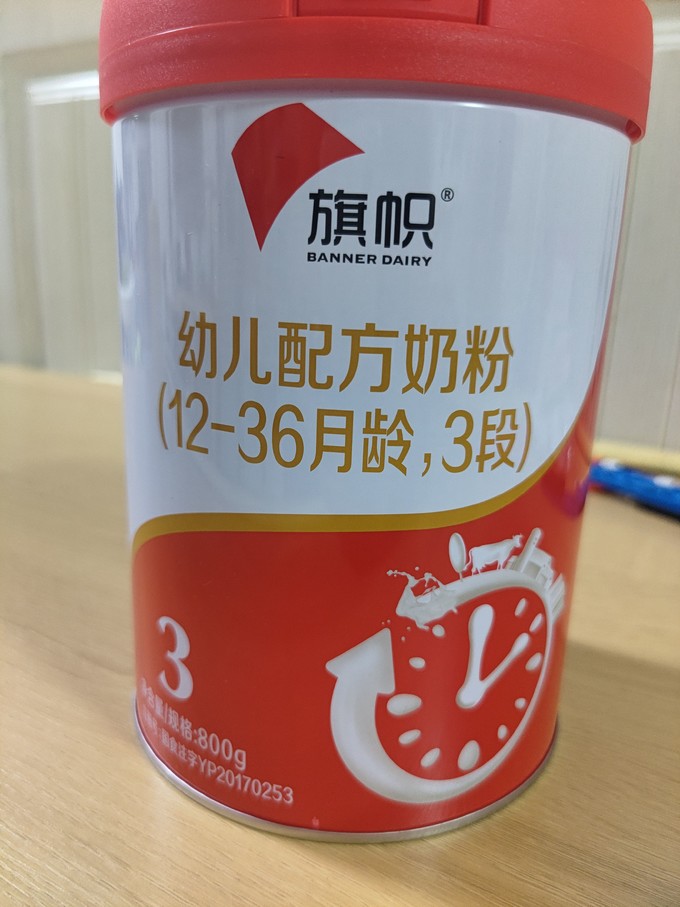 旗帜®
BANNER DAIRY
幼儿配方奶粉
(12-36月龄,3段)
3
净含量/规格:800g
国食注字YP20170253